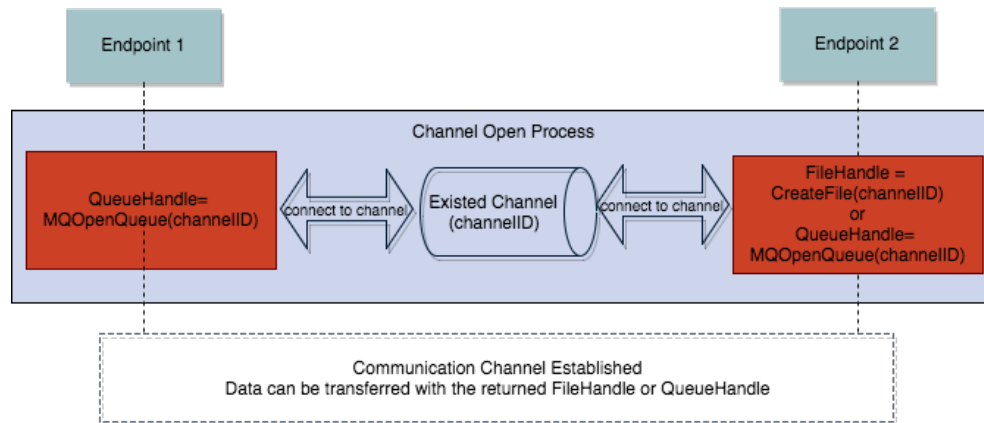 Endpoint 1
Endpoint 2
Channel Open Process
QueueHandle=
MQOpenQueue(channelID)
connect to channel
Existed Channel
(channelID)
connect to channel
FileHandle =
CreateFile(channelID)
or
QueueHandle=
MQOpenQueue(channelID)
Communication Channel Established
Data can be transferred with the returned FileHandle or QueueHandle